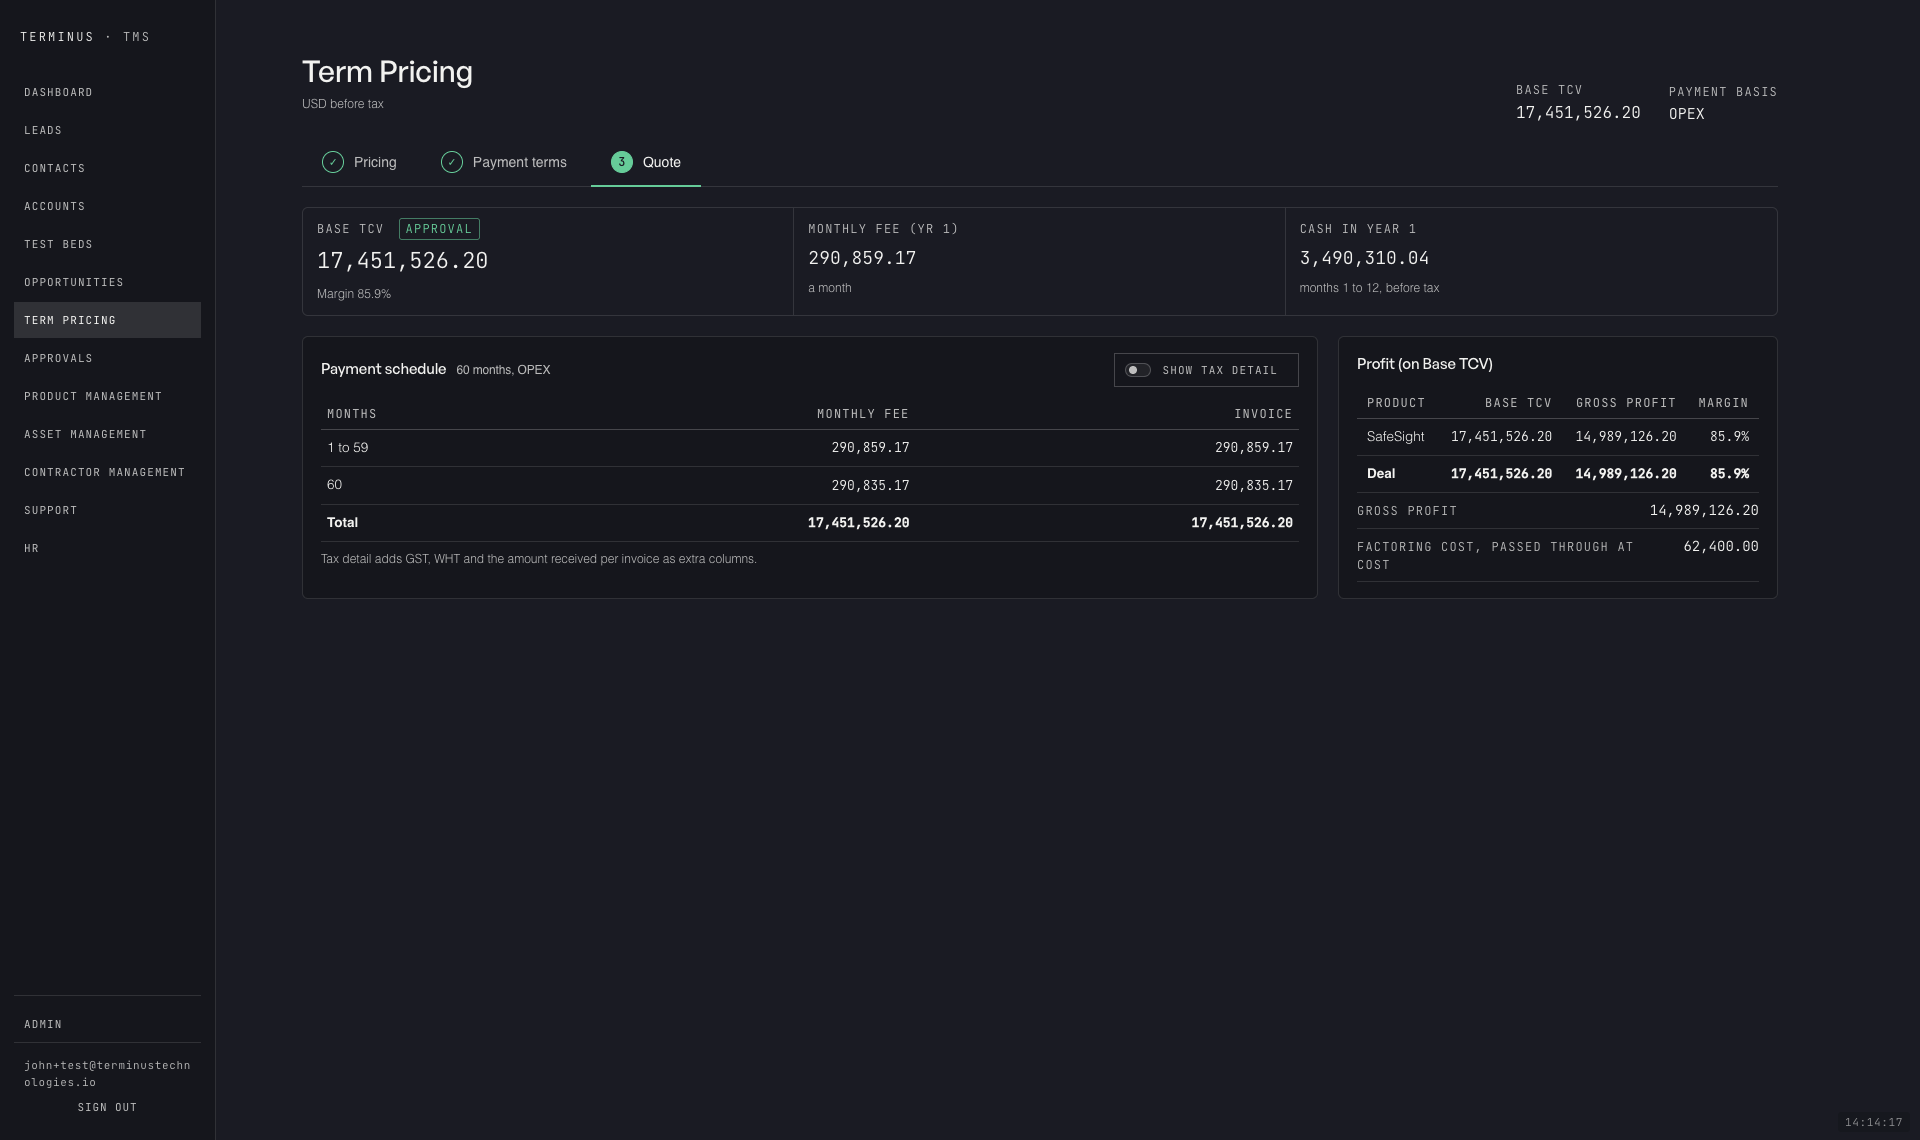 TERMINUS · TMS
DASHBOARD
LEADS
CONTACTS
ACCOUNTS
TEST BEDS
OPPORTUNITIES
TERM PRICING
APPROVALS
PRODUCT MANAGEMENT
ASSET MANAGEMENT
CONTRACTOR MANAGEMENT
SUPPORT
HR
ADMIN
john+test@terminustechn
ologies.io
SIGN OUT
Term Pricing
USD before tax
BASE TCV
17,451,526.20
PAYMENT BASIS
OPEX
✓ Pricing
✓ Payment terms
3 Quote
BASE TCV APPROVAL
17,451,526.20
Margin 85.9%
MONTHLY FEE (YR 1)
290,859.17
a month
CASH IN YEAR 1
3,490,310.04
months 1 to 12, before tax
Payment schedule 60 months, OPEX
SHOW TAX DETAIL
MONTHS MONTHLY FEE INVOICE
1 to 59 290,859.17 290,859.17
60 290,835.17 290,835.17
Total 17,451,526.20 17,451,526.20
Tax detail adds GST, WHT and the amount received per invoice as extra columns.
Profit (on Base TCV)
PRODUCT BASE TCV GROSS PROFIT MARGIN
SafeSight 17,451,526.20 14,989,126.20 85.9%
Deal 17,451,526.20 14,989,126.20 85.9%
GROSS PROFIT 14,989,126.20
FACTORING COST, PASSED THROUGH AT 62,400.00
COST
14:14:17